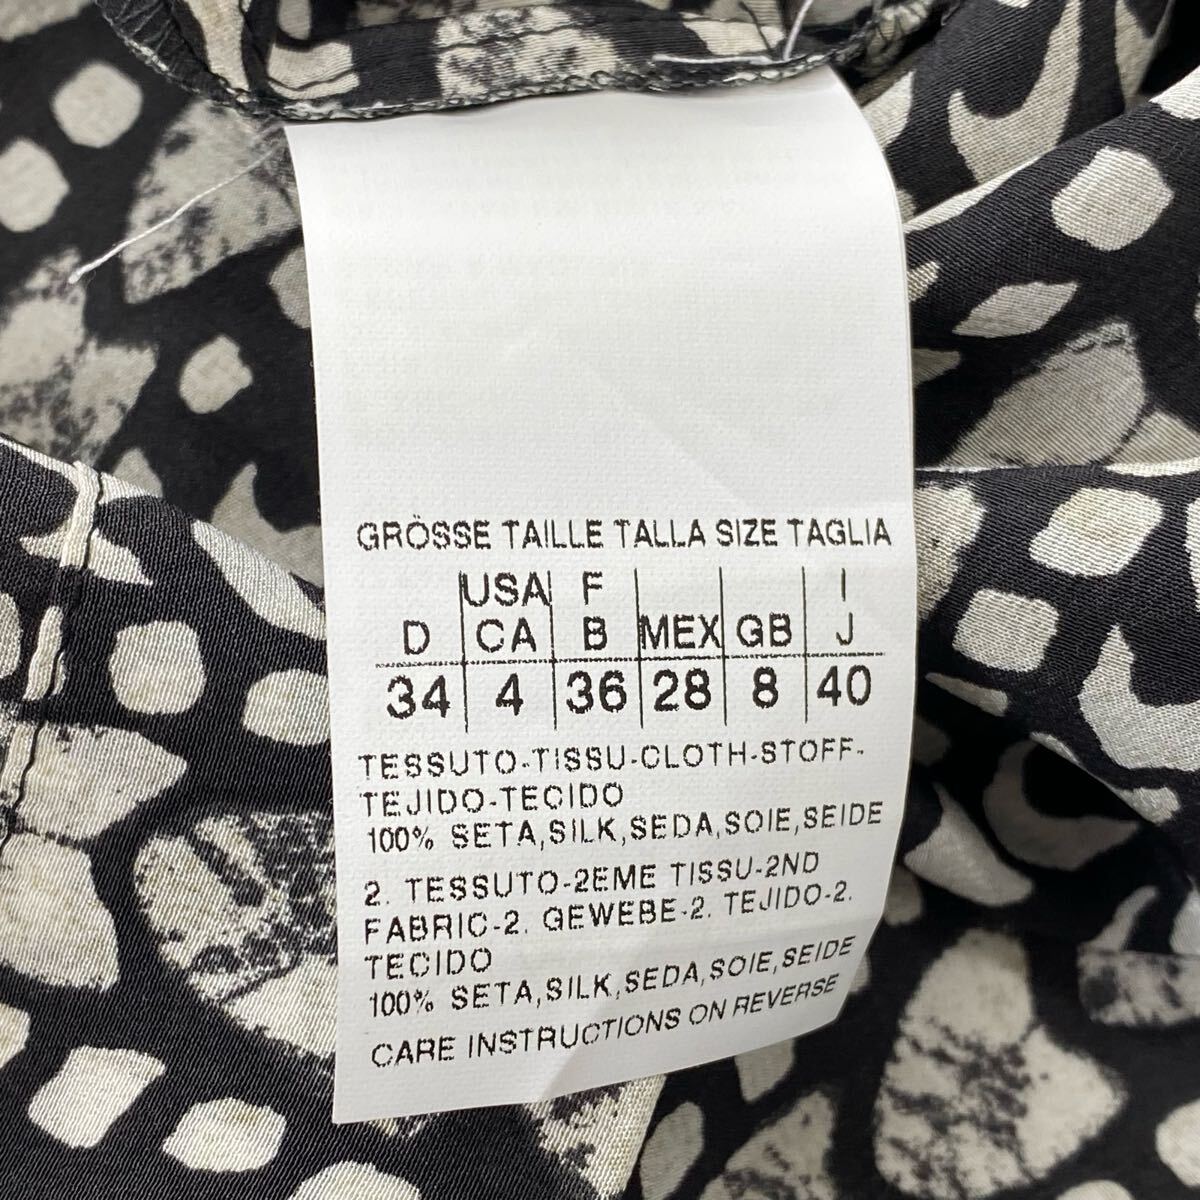 GRÖSSE TAILLE TALLA SIZE TAGLIA
USA F I
D CA B MEX GB J
34 4 36 28 8 40
TESSUTO-TISSU-CLOTH-STOFF-
TEJIDO-TECIDO
100% SETA,SILK,SEDA,SOIE,SEIDE
2. TESSUTO-2EME TISSU-2ND
FABRIC-2. GEWEBE-2. TEJIDO-2.
TECIDO
100% SETA,SILK,SEDA,SOIE,SEIDE
CARE INSTRUCTIONS ON REVERSE